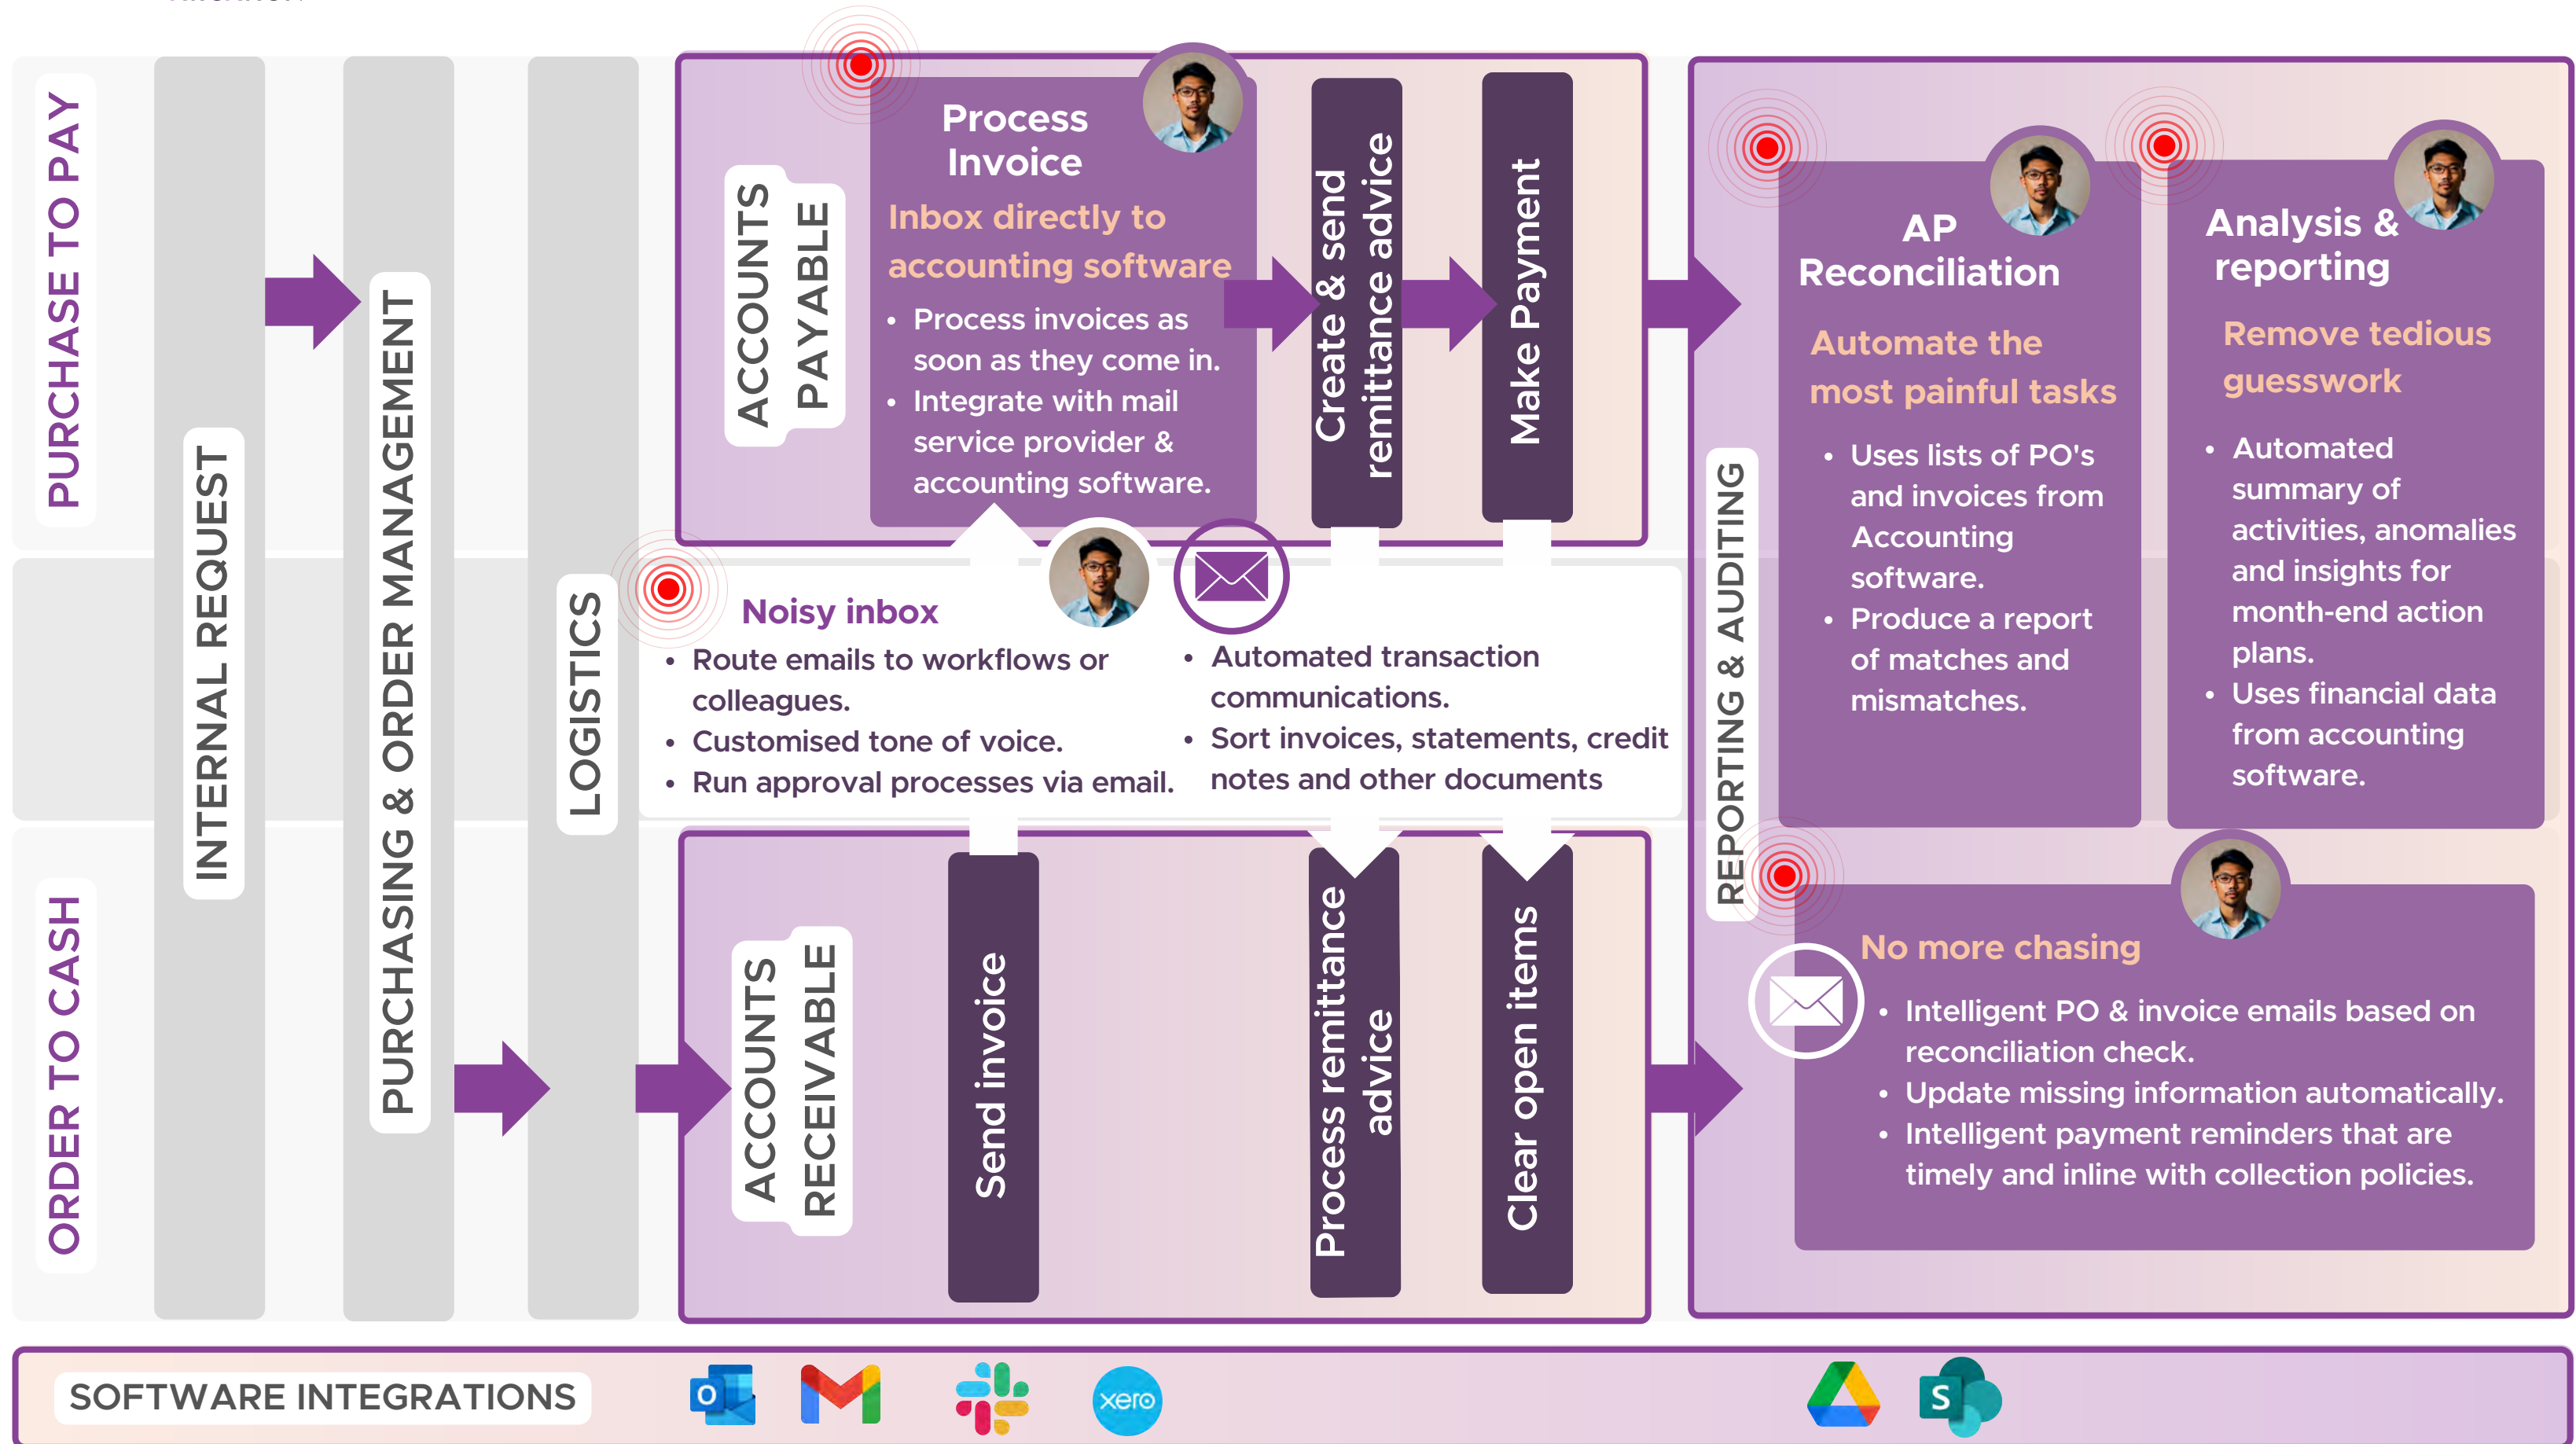 PURCHASE TO PAY
ORDER TO CASH
INTERNAL REQUEST
PURCHASING & ORDER MANAGEMENT
LOGISTICS
ACCOUNTS
PAYABLE
Process
Invoice
Inbox directly to
accounting software
• Process invoices as
soon as they come in.
• Integrate with mail
service provider &
accounting software.
Create & send
remittance advice
Make Payment
Noisy inbox
• Route emails to workflows or
colleagues.
• Customised tone of voice.
• Run approval processes via email.
• Automated transaction
communications.
• Sort invoices, statements, credit
notes and other documents
ACCOUNTS
RECEIVABLE
Send invoice
Process remittance
advice
Clear open items
REPORTING & AUDITING
AP
Reconciliation
Automate the
most painful tasks
• Uses lists of PO's
and invoices from
Accounting
software.
• Produce a report
of matches and
mismatches.
Analysis &
reporting
Remove tedious
guesswork
• Automated
summary of
activities, anomalies
and insights for
month-end action
plans.
• Uses financial data
from accounting
software.
No more chasing
• Intelligent PO & invoice emails based on
reconciliation check.
• Update missing information automatically.
• Intelligent payment reminders that are
timely and inline with collection policies.
SOFTWARE INTEGRATIONS
O
xero
S